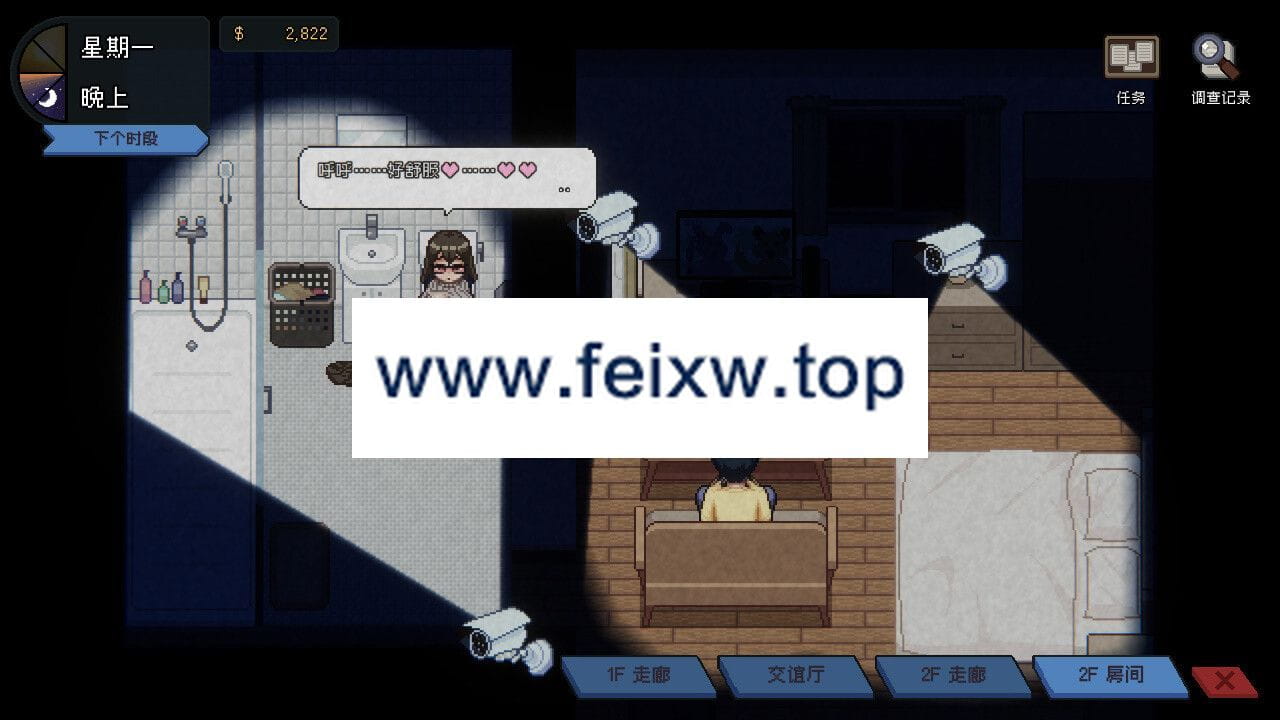 星期一
$ 2,822
晚上
下个时段
任务
调查记录
呼呼……好舒服♥……♥♥
www.feixw.top
1F 走廊
交谊厅
2F 走廊
2F 房间